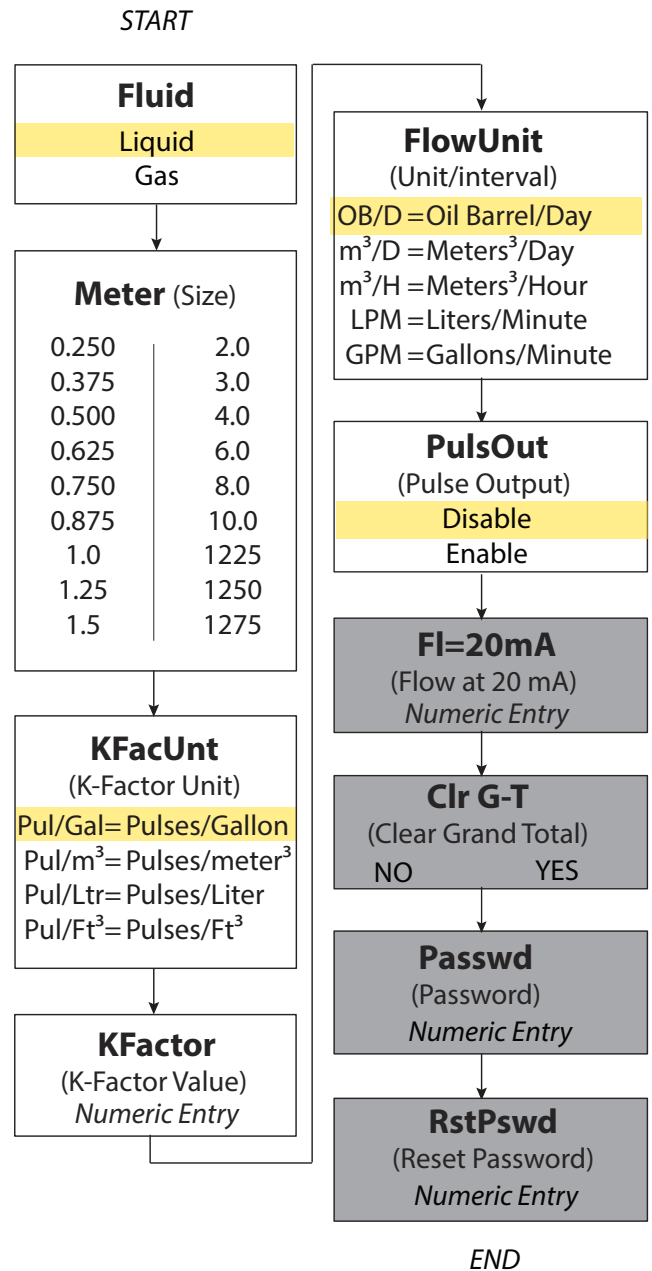 START
Fluid
Liquid
Gas
Meter (Size)
0.250 2.0
0.375 3.0
0.500 4.0
0.625 6.0
0.750 8.0
0.875 10.0
1.0 1225
1.25 1250
1.5 1275
KFacUnt
(K-Factor Unit)
Pul/Gal= Pulses/Gallon
Pul/m³= Pulses/meter³
Pul/Ltr= Pulses/Liter
Pul/Ft³= Pulses/Ft³
KFactor
(K-Factor Value)
Numeric Entry
FlowUnit
(Unit/interval)
OB/D =Oil Barrel/Day
m³/D =Meters³/Day
m³/H =Meters³/Hour
LPM =Liters/Minute
GPM =Gallons/Minute
PulsOut
(Pulse Output)
Disable
Enable
Fl=20mA
(Flow at 20 mA)
Numeric Entry
Clr G-T
(Clear Grand Total)
NO YES
Passwd
(Password)
Numeric Entry
RstPswd
(Reset Password)
Numeric Entry
END